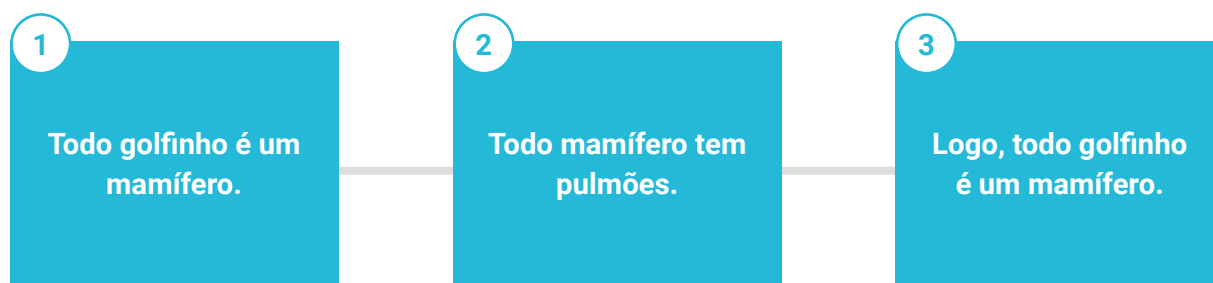 1
Todo golfinho é um
mamífero.
2
Todo mamífero tem
pulmões.
3
Logo, todo golfinho
é um mamífero.